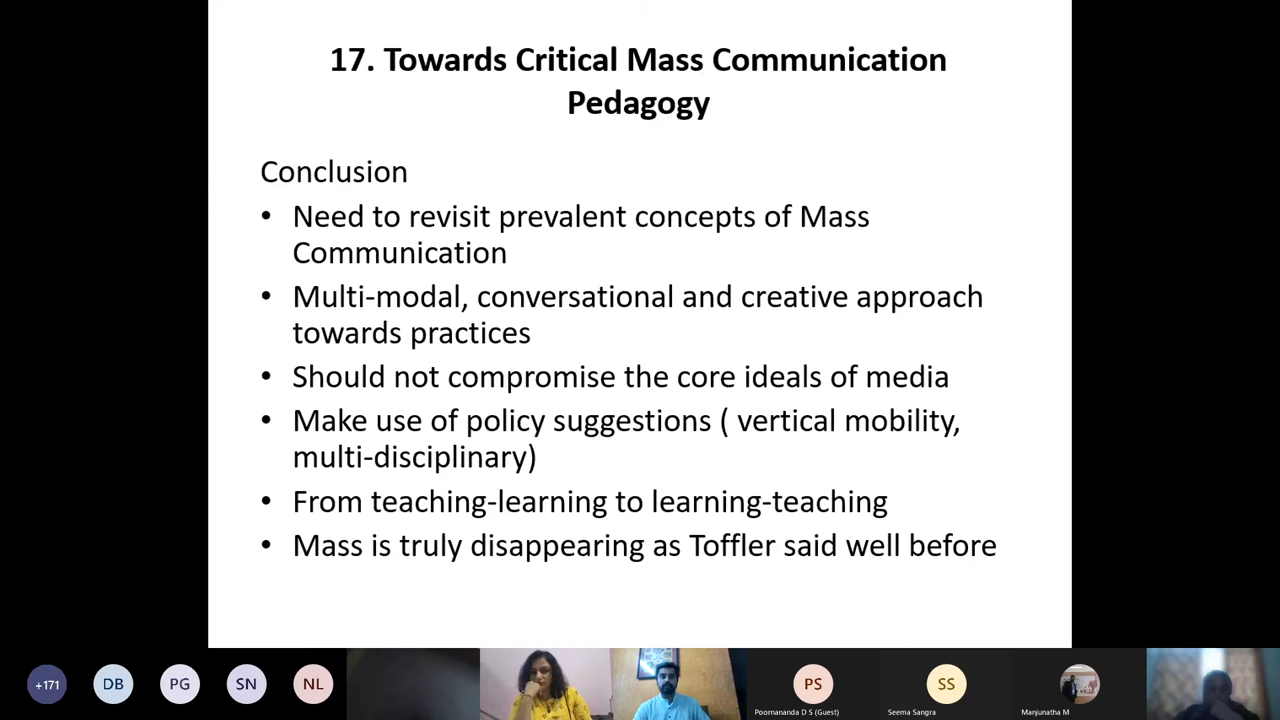 17. Towards Critical Mass Communication
Pedagogy
Conclusion
• Need to revisit prevalent concepts of Mass
Communication
• Multi-modal, conversational and creative approach
towards practices
• Should not compromise the core ideals of media
• Make use of policy suggestions ( vertical mobility,
multi-disciplinary)
• From teaching-learning to learning-teaching
• Mass is truly disappearing as Toffler said well before
+171
DB
PG
SN
NL
PS
Poornananda D S (Guest)
SS
Seema Sangra
Manjunatha M